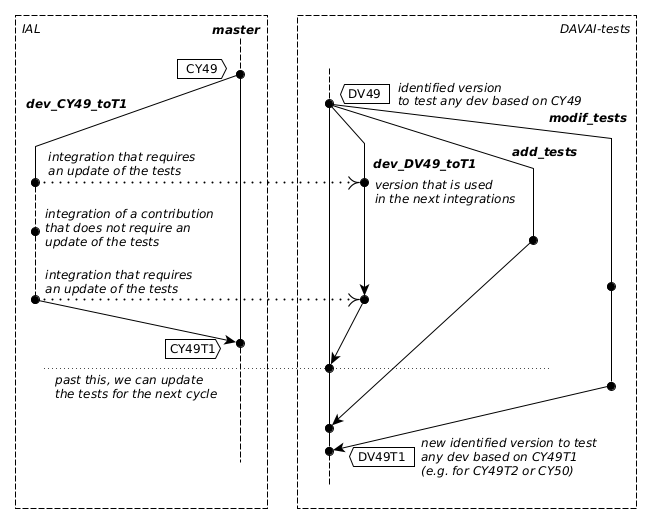 IAL
master
DAVAI-tests
CY49
DV49
identified version
to test any dev based on CY49
dev_CY49_toT1
modif_tests
add_tests
integration that requires
an update of the tests
dev_DV49_toT1
version that is used
in the next integrations
integration of a contribution
that does not require an
update of the tests
integration that requires
an update of the tests
CY49T1
past this, we can update
the tests for the next cycle
DV49T1
new identified version to test
any dev based on CY49T1
(e.g. for CY49T2 or CY50)